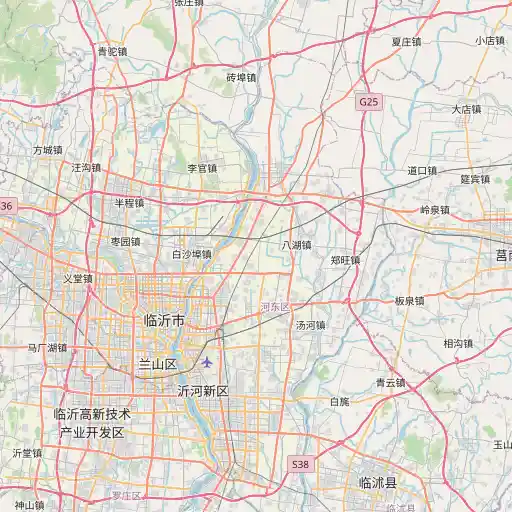 张庄镇
青驼镇
夏庄镇
小店镇
砖埠镇
G25
大店镇
方城镇
汪沟镇
李官镇
道口镇
筵宾镇
36
半程镇
岭泉镇
枣园镇
八湖镇
白沙埠镇
郑旺镇
莒南
义堂镇
板泉镇
河东区
临沂市
汤河镇
马厂湖镇
相沟镇
兰山区
青云镇
沂河新区
白旄
临沂高新技术
产业开发区
玉山
沂堂镇
S38
临沭县
罗庄区
神山镇
临沭县